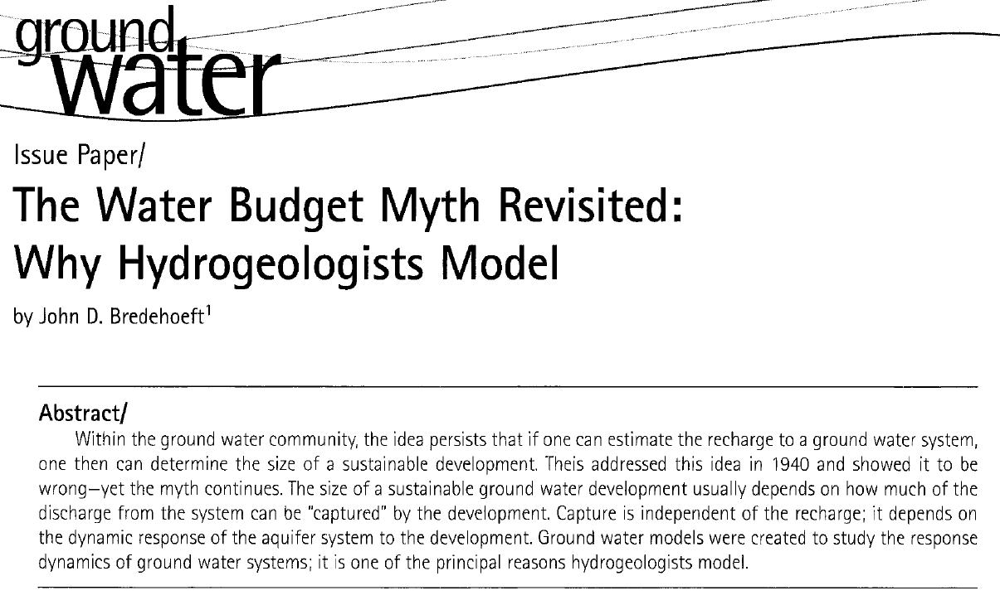 ground
water
Issue Paper/
The Water Budget Myth Revisited:
Why Hydrogeologists Model
by John D. Bredehoeft¹
Abstract/
Within the ground water community, the idea persists that if one can estimate the recharge to a ground water system,
one then can determine the size of a sustainable development. Theis addressed this idea in 1940 and showed it to be
wrong—yet the myth continues. The size of a sustainable ground water development usually depends on how much of the
discharge from the system can be "captured" by the development. Capture is independent of the recharge; it depends on
the dynamic response of the aquifer system to the development. Ground water models were created to study the response
dynamics of ground water systems; it is one of the principal reasons hydrogeologists model.